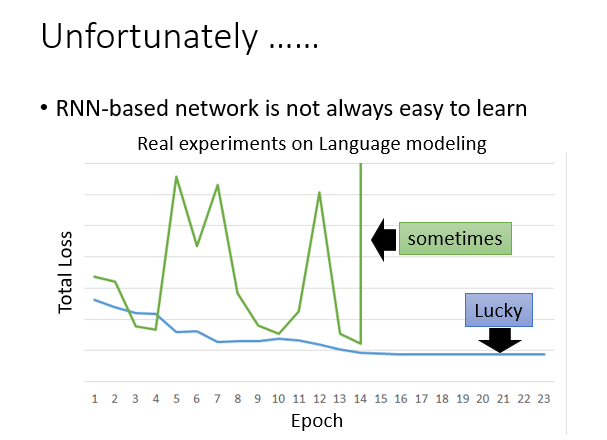 Unfortunately ……
• RNN-based network is not always easy to learn
Real experiments on Language modeling
sometimes
Total Loss
Lucky
1 2 3 4 5 6 7 8 9 10 11 12 13 14 15 16 17 18 19 20 21 22 23
Epoch